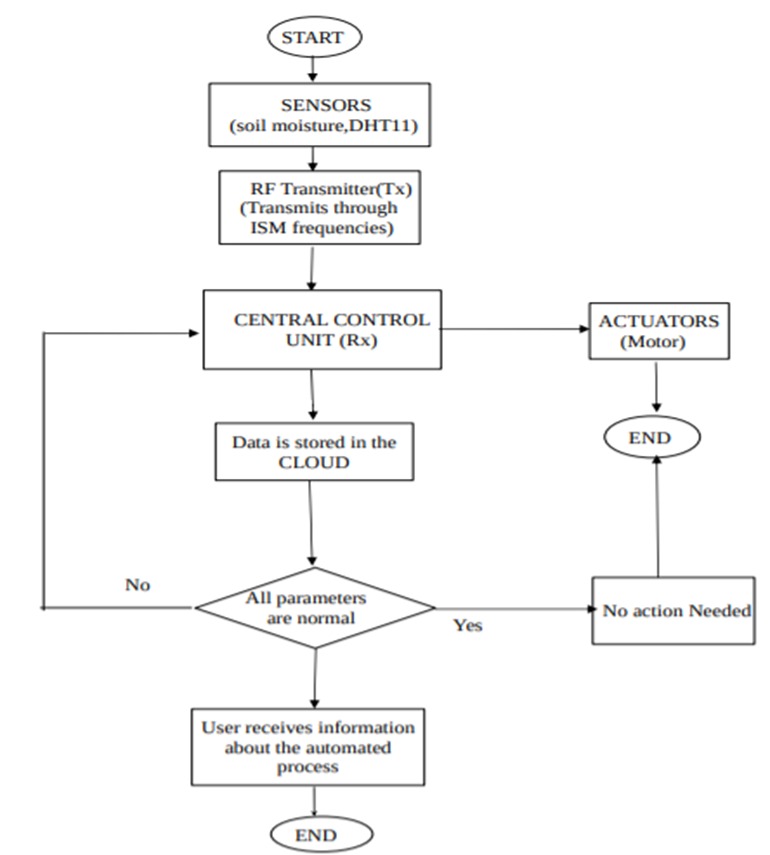 START
SENSORS
(soil moisture,DHT11)
RF Transmitter(Tx)
(Transmits through
ISM frequencies)
CENTRAL CONTROL
UNIT (Rx)
ACTUATORS
(Motor)
END
Data is stored in the
CLOUD
No
All parameters
are normal
Yes
No action Needed
User receives information
about the automated
process
END